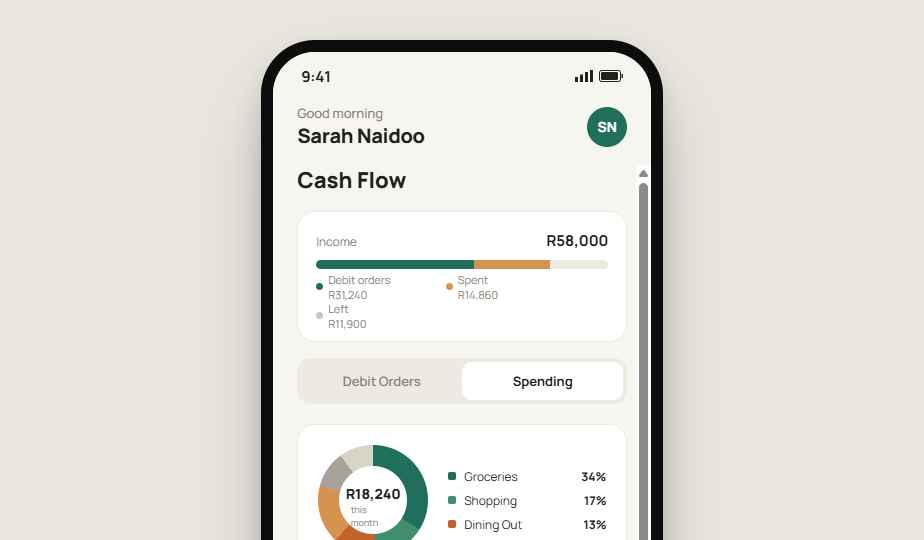 9:41
Good morning
Sarah Naidoo
SN
Cash Flow
Income R58,000
Debit orders
R31,240
Spent
R14,860
Left
R11,900
Debit Orders Spending
R18,240
this
month
Groceries 34%
Shopping 17%
Dining Out 13%